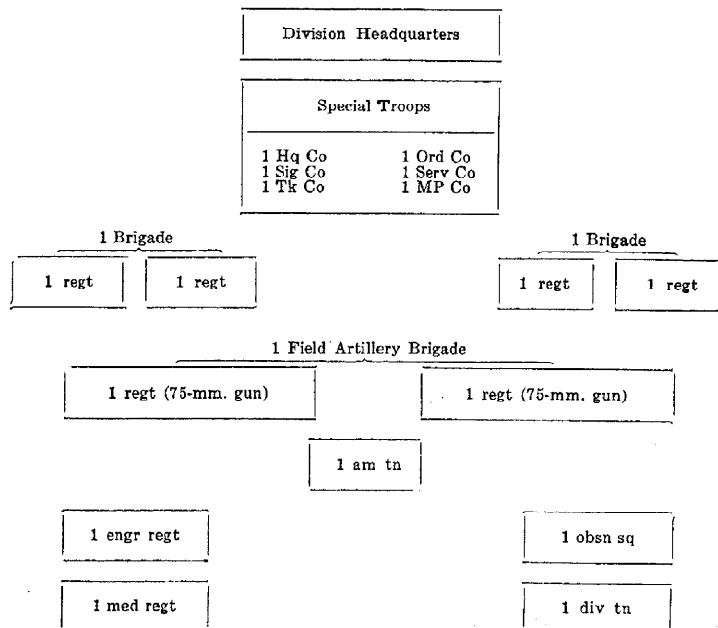 Division Headquarters
Special Troops
1 Hq Co 1 Ord Co
1 Sig Co 1 Serv Co
1 Tk Co 1 MP Co
1 Brigade 1 Brigade
1 regt 1 regt 1 regt 1 regt
1 Field Artillery Brigade
1 regt (75-mm. gun) 1 regt (75-mm. gun)
1 am tn
1 engr regt 1 obsn sq
1 med regt 1 div tn